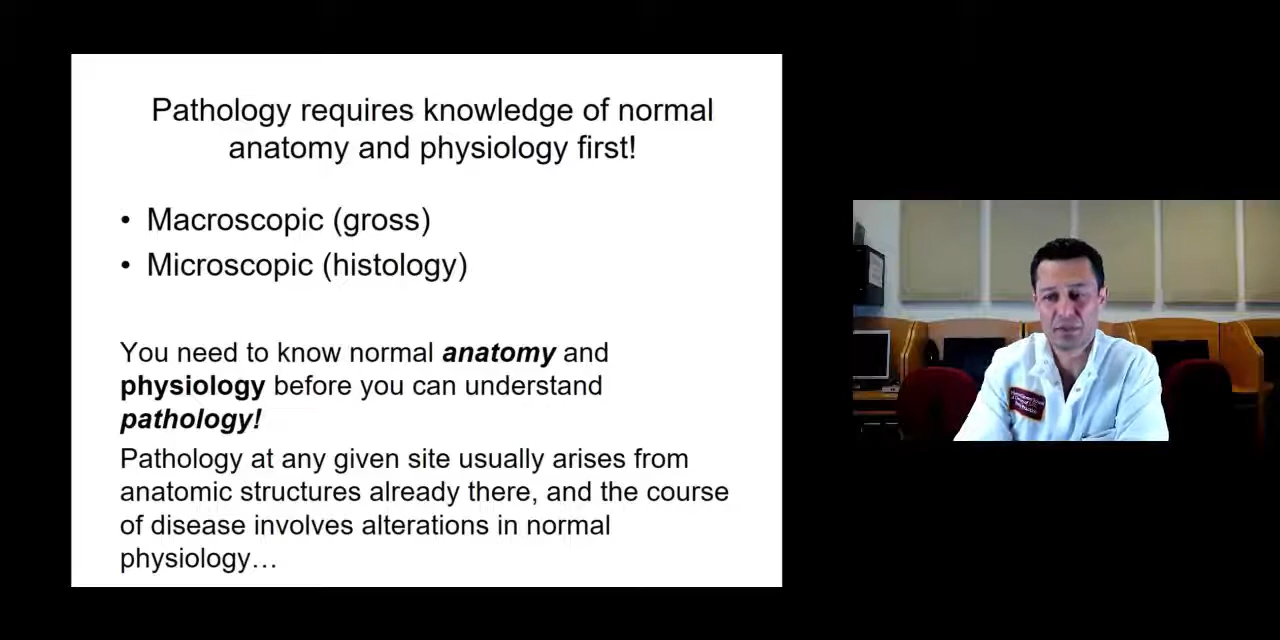 Pathology requires knowledge of normal
anatomy and physiology first!
• Macroscopic (gross)
• Microscopic (histology)
You need to know normal anatomy and
physiology before you can understand
pathology!
Pathology at any given site usually arises from
anatomic structures already there, and the course
of disease involves alterations in normal
physiology…